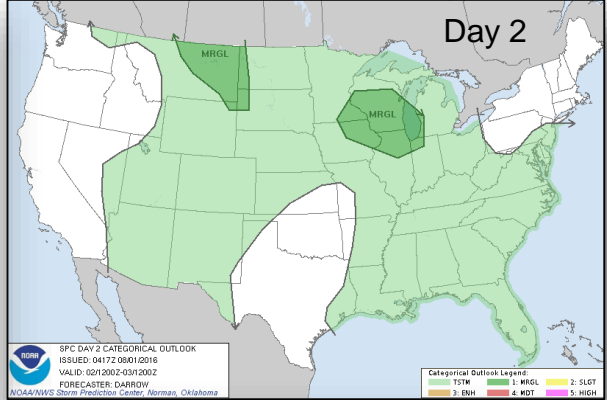 Day 2
MRGL
MRGL
NOAA
SPC DAY 2 CATEGORICAL OUTLOOK
ISSUED: 0417Z 08/01/2016
VALID: 02/1200Z-03/1200Z
FORECASTER: DARROW
NOAA/NWS Storm Prediction Center, Norman, Oklahoma
Categorical Outlook Legend:
TSTM 1: MRGL 2: SLGT
3: ENH 4: MDT 5: HIGH